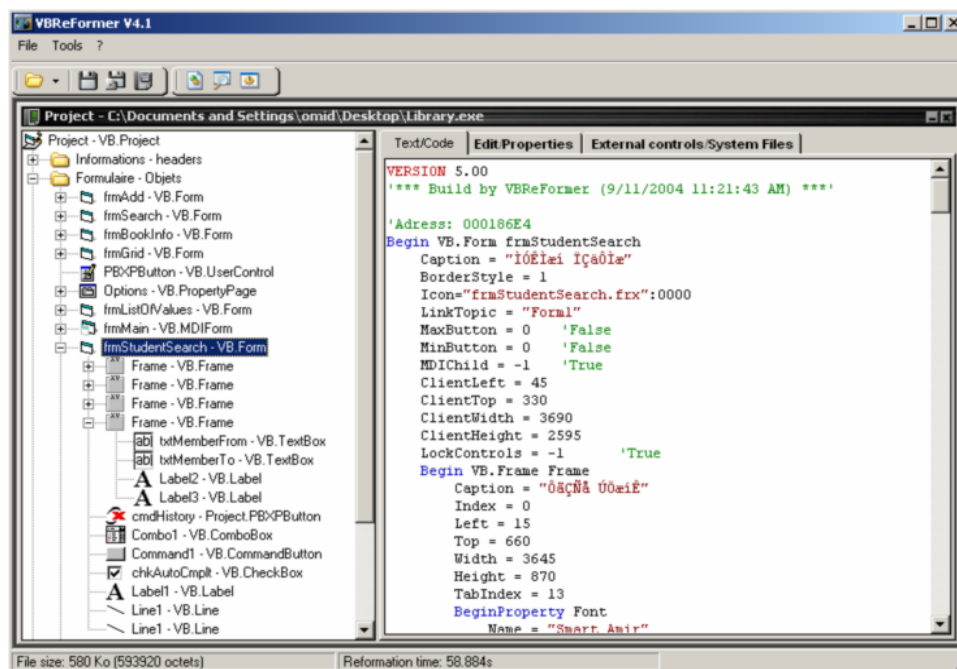 VBReFormer V4.1
File Tools ?
Project - C:\Documents and Settings\omid\Desktop\Library.exe
Project - VB.Project
Informations - headers
Formulaire - Objets
frmAdd - VB.Form
frmSearch - VB.Form
frmBookInfo - VB.Form
frmGrid - VB.Form
PBXPButton - VB.UserControl
Options - VB.PropertyPage
frmListOfValues - VB.Form
frmMain - VB.MDIForm
frmStudentSearch - VB.Form
Frame - VB.Frame
Frame - VB.Frame
Frame - VB.Frame
Frame - VB.Frame
txtMemberFrom - VB.TextBox
txtMemberTo - VB.TextBox
Label2 - VB.Label
Label3 - VB.Label
cmdHistory - Project.PBXPButton
Combo1 - VB.ComboBox
Command1 - VB.CommandButton
chkAutoCmplt - VB.CheckBox
Label1 - VB.Label
Line1 - VB.Line
Line1 - VB.Line
Text/Code Edit/Properties External controls/System Files
VERSION 5.00
'*** Build by VBReFormer (9/11/2004 11:21:43 AM) ***'
'Adress: 000186E4
Begin VB.Form frmStudentSearch
Caption = "ÌÓÊÌæí ÏÇäÔÌæ"
BorderStyle = 1
Icon="frmStudentSearch.frx":0000
LinkTopic = "Form1"
MaxButton = 0 'False
MinButton = 0 'False
MDIChild = -1 'True
ClientLeft = 45
ClientTop = 330
ClientWidth = 3690
ClientHeight = 2595
LockControls = -1 'True
Begin VB.Frame Frame
Caption = "ÔãÇÑå ÚÖæíÊ"
Index = 0
Left = 15
Top = 660
Width = 3645
Height = 870
TabIndex = 13
BeginProperty Font
Name = "Smart Amir"
File size: 580 Ko (593920 octets) Reformation time: 58.884s